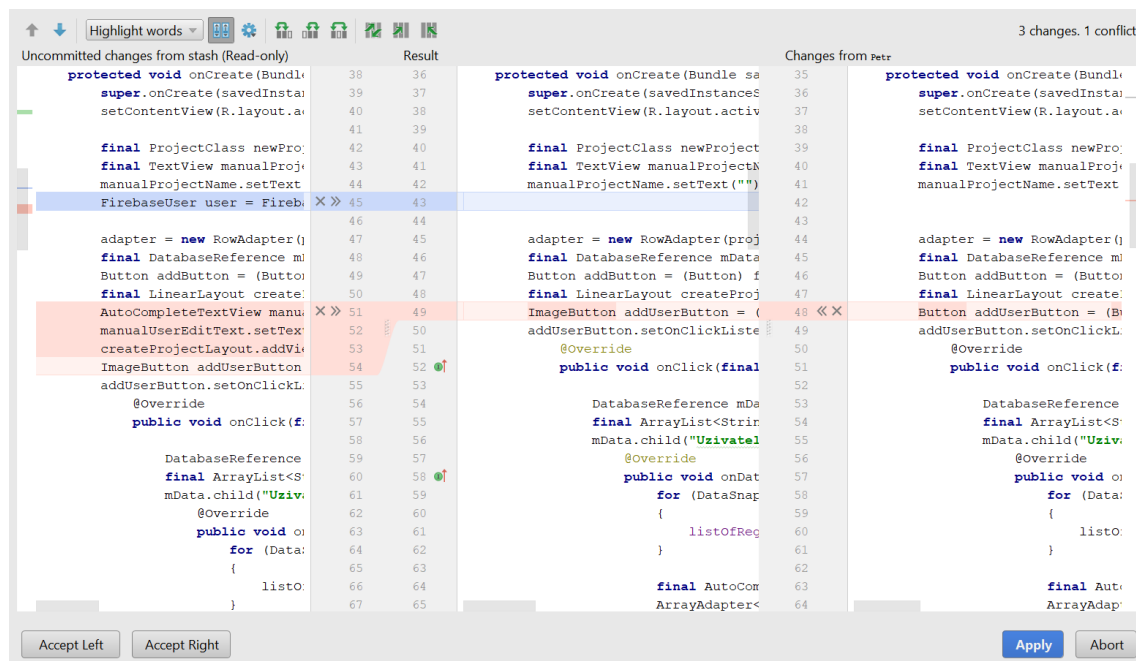 Highlight words
3 changes. 1 conflict
Uncommitted changes from stash (Read-only)
Result
Changes from Petr
protected void onCreate(Bundle 38 36 protected void onCreate(Bundle sa 35 protected void onCreate(Bundle
super.onCreate(savedInstan 39 37 super.onCreate(savedInstanceS 36 super.onCreate(savedInstan
setContentView(R.layout.ac 40 38 setContentView(R.layout.activ 37 setContentView(R.layout.ac
41 39 38
final ProjectClass newProj 42 40 final ProjectClass newProject 39 final ProjectClass newProj
final TextView manualProje 43 41 final TextView manualProjectN 40 final TextView manualProje
manualProjectName.setText 44 42 manualProjectName.setText("") 41 manualProjectName.setText
FirebaseUser user = Fireba 45 43 42
46 44 43
adapter = new RowAdapter(p 47 45 adapter = new RowAdapter(proj 44 adapter = new RowAdapter(p
final DatabaseReference mD 48 46 final DatabaseReference mData 45 final DatabaseReference mD
Button addButton = (Button 49 47 Button addButton = (Button) f 46 Button addButton = (Button
final LinearLayout create 50 48 final LinearLayout createProj 47 final LinearLayout create
AutoCompleteTextView manu 51 49 ImageButton addUserButton = ( 48 Button addUserButton = (Bu
manualUserEditText.setTex 52 50 addUserButton.setOnClickListe 49 addUserButton.setOnClickL
createProjectLayout.addVie 53 51 @Override 50 @Override
ImageButton addUserButton 54 52 public void onClick(final 51 public void onClick(f
addUserButton.setOnClickL 55 53 52
@Override 56 54 DatabaseReference mDa 53 DatabaseReference
public void onClick(f 57 55 final ArrayList<Strin 54 final ArrayList<S
58 56 mData.child("Uzivatel 55 mData.child("Uziva
DatabaseReference 59 57 @Override 56 @Override
final ArrayList<S 60 58 public void onDat 57 public void o
mData.child("Uziva 61 59 for (DataSnap 58 for (Data
@Override 62 60 { 59 {
public void o 63 61 listOfReg 60 listO
for (Data 64 62 } 61 }
{ 65 63 62
listO 66 64 final AutoCom 63 final Aut
} 67 65 ArrayAdapter< 64 ArrayAdap
Accept Left
Accept Right
Apply
Abort